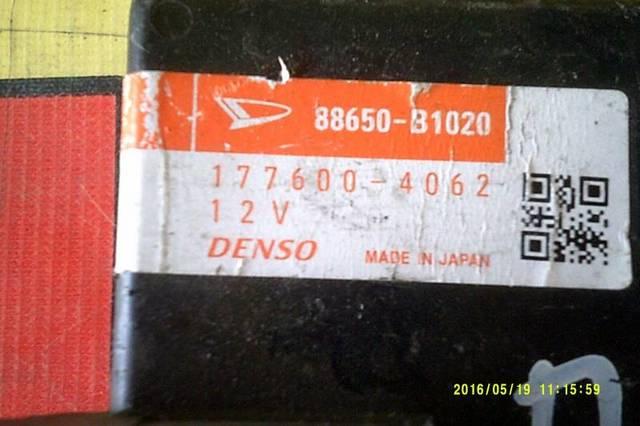 88650-B1020
177600-4062
12V
DENSO
MADE IN JAPAN
2016/05/19 11:15:59